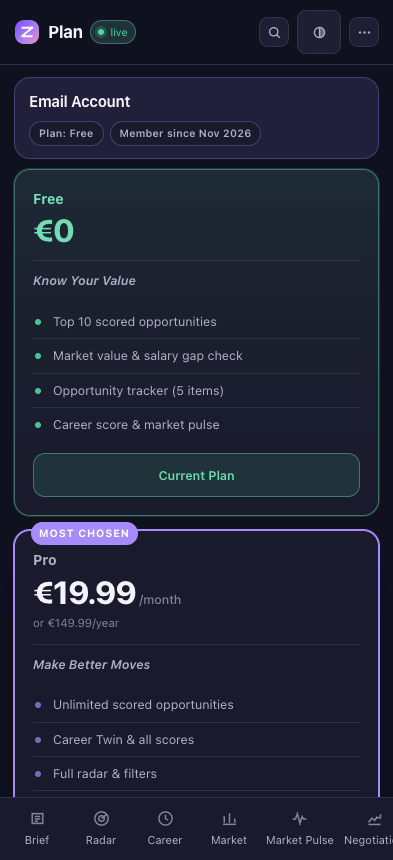 Z Plan live
Email Account
Plan: Free Member since Nov 2026
Free
€0
Know Your Value
Top 10 scored opportunities
Market value & salary gap check
Opportunity tracker (5 items)
Career score & market pulse
Current Plan
MOST CHOSEN
Pro
€19.99 /month
or €149.99/year
Make Better Moves
Unlimited scored opportunities
Career Twin & all scores
Full radar & filters
Brief Radar Career Market Market Pulse Negotiati